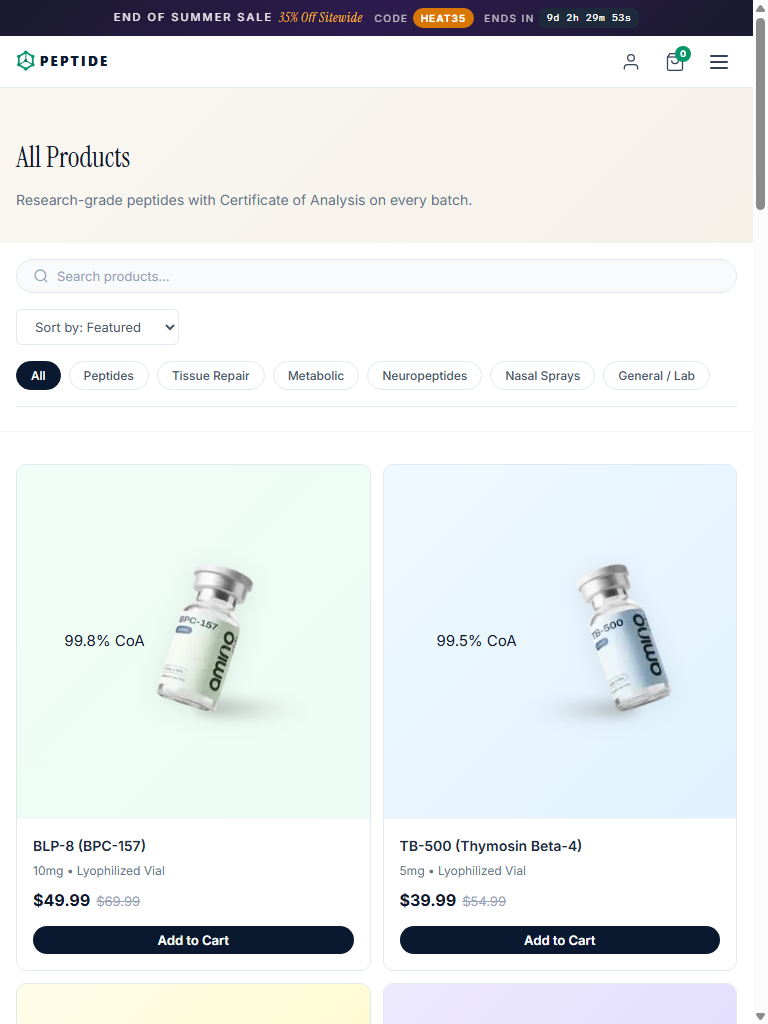 END OF SUMMER SALE 35% Off Sitewide CODE HEAT35 ENDS IN 9d 2h 29m 53s
PEPTIDE 0
All Products
Research-grade peptides with Certificate of Analysis on every batch.
Search products...
Sort by: Featured
All Peptides Tissue Repair Metabolic Neuropeptides Nasal Sprays General / Lab
99.8% CoA
BPC-157
amino
99.5% CoA
TB-500
amino
BLP-8 (BPC-157)
10mg • Lyophilized Vial
$49.99 $69.99
Add to Cart
TB-500 (Thymosin Beta-4)
5mg • Lyophilized Vial
$39.99 $54.99
Add to Cart